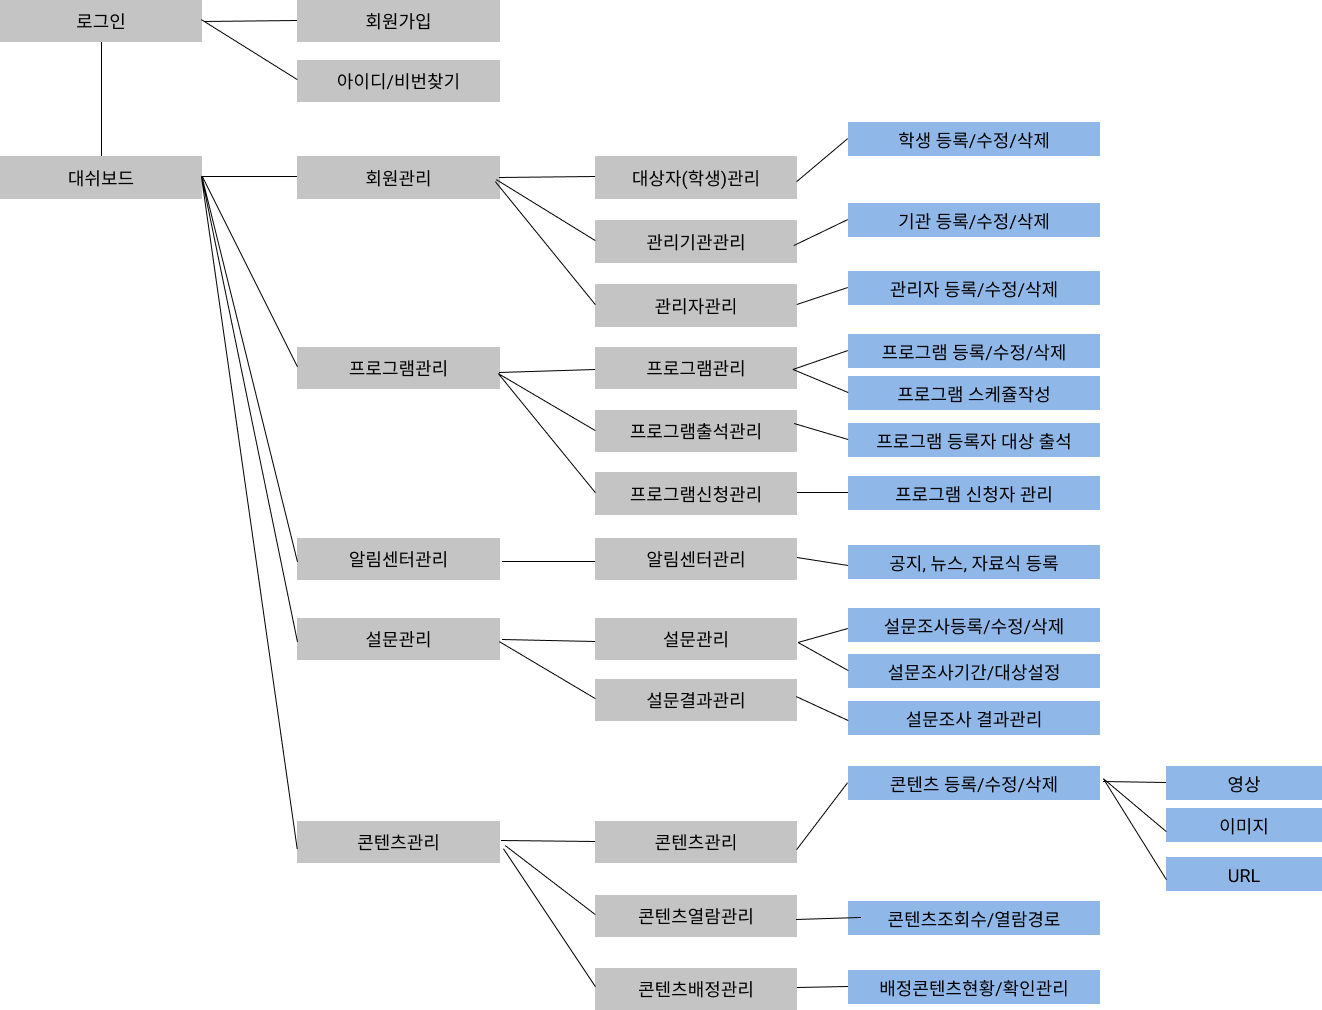 로그인
회원가입
아이디/비번찾기
대쉬보드
회원관리
대상자(학생)관리
학생 등록/수정/삭제
관리기관관리
기관 등록/수정/삭제
관리자관리
관리자 등록/수정/삭제
프로그램관리
프로그램관리
프로그램 등록/수정/삭제
프로그램 스케쥴작성
프로그램출석관리
프로그램 등록자 대상 출석
프로그램신청관리
프로그램 신청자 관리
알림센터관리
알림센터관리
공지, 뉴스, 자료식 등록
설문관리
설문관리
설문조사등록/수정/삭제
설문조사기간/대상설정
설문결과관리
설문조사 결과관리
콘텐츠관리
콘텐츠관리
콘텐츠 등록/수정/삭제
영상
이미지
URL
콘텐츠열람관리
콘텐츠조회수/열람경로
콘텐츠배정관리
배정콘텐츠현황/확인관리